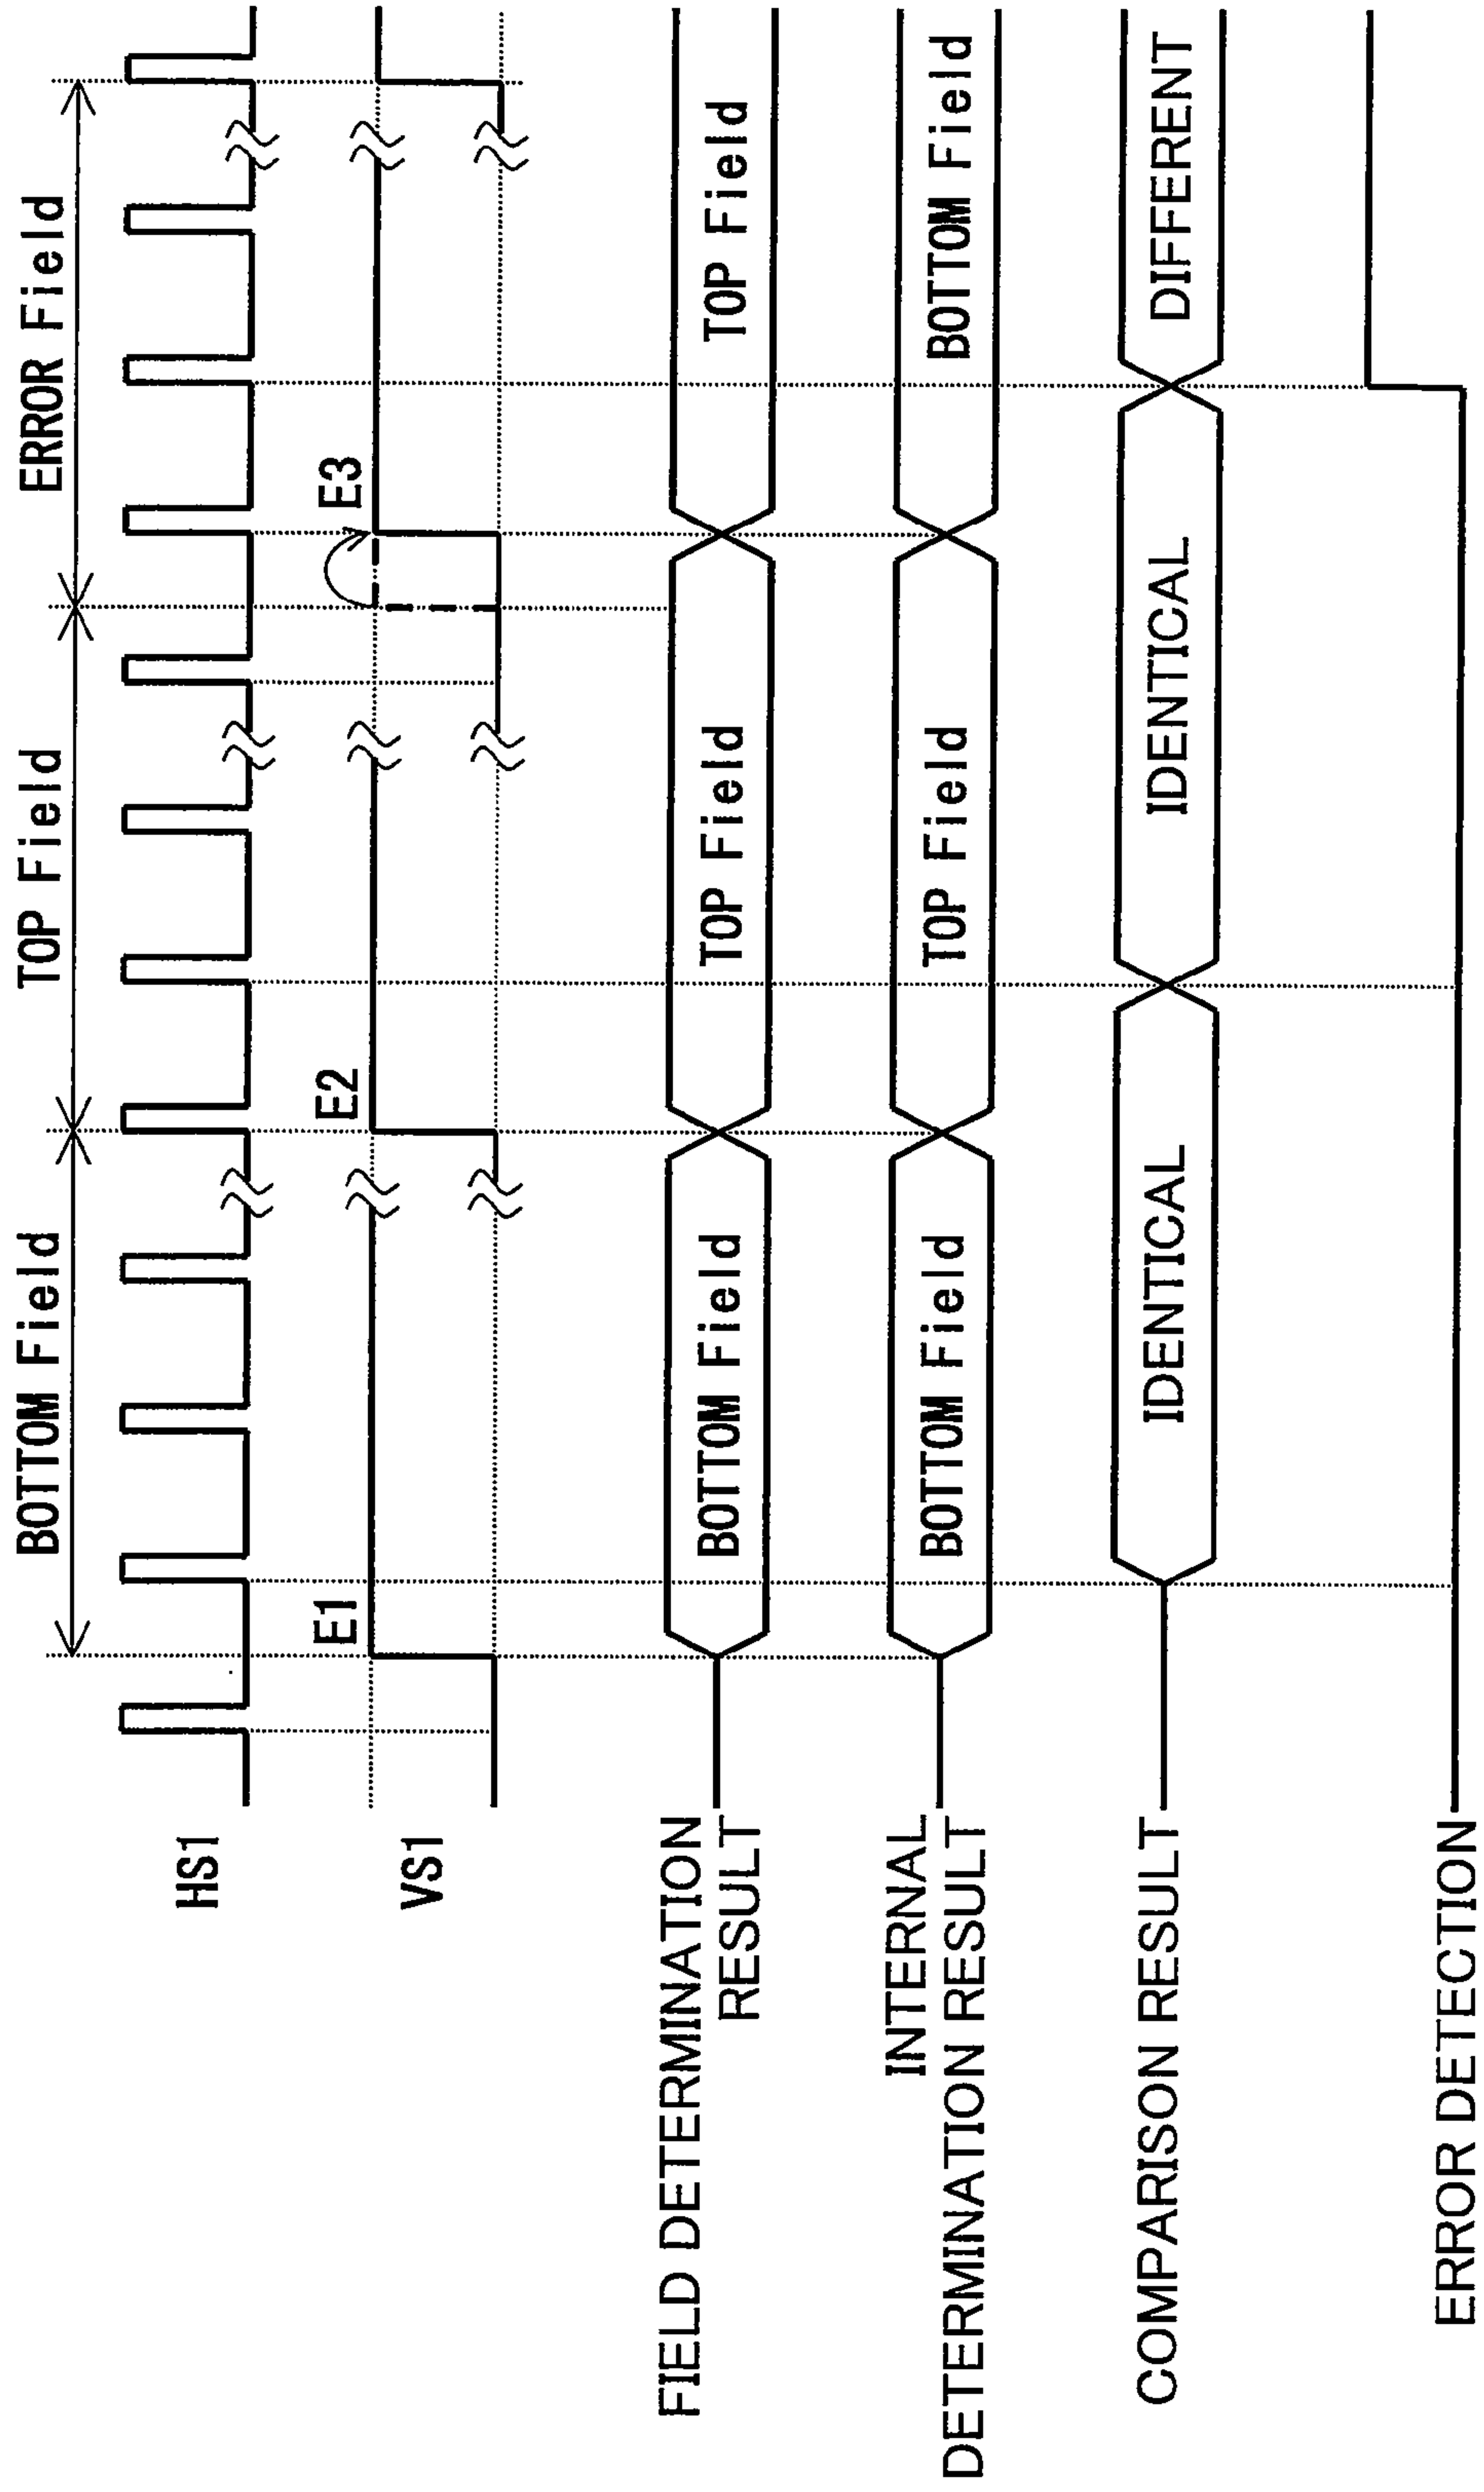 BOTTOM Field TOP Field ERROR Field
HS1
E1 E2 E3
VS1
FIELD DETERMINATION
RESULT
BOTTOM Field TOP Field TOP Field
INTERNAL
DETERMINATION RESULT
BOTTOM Field TOP Field BOTTOM Field
COMPARISON RESULT
IDENTICAL IDENTICAL DIFFERENT
ERROR DETECTION